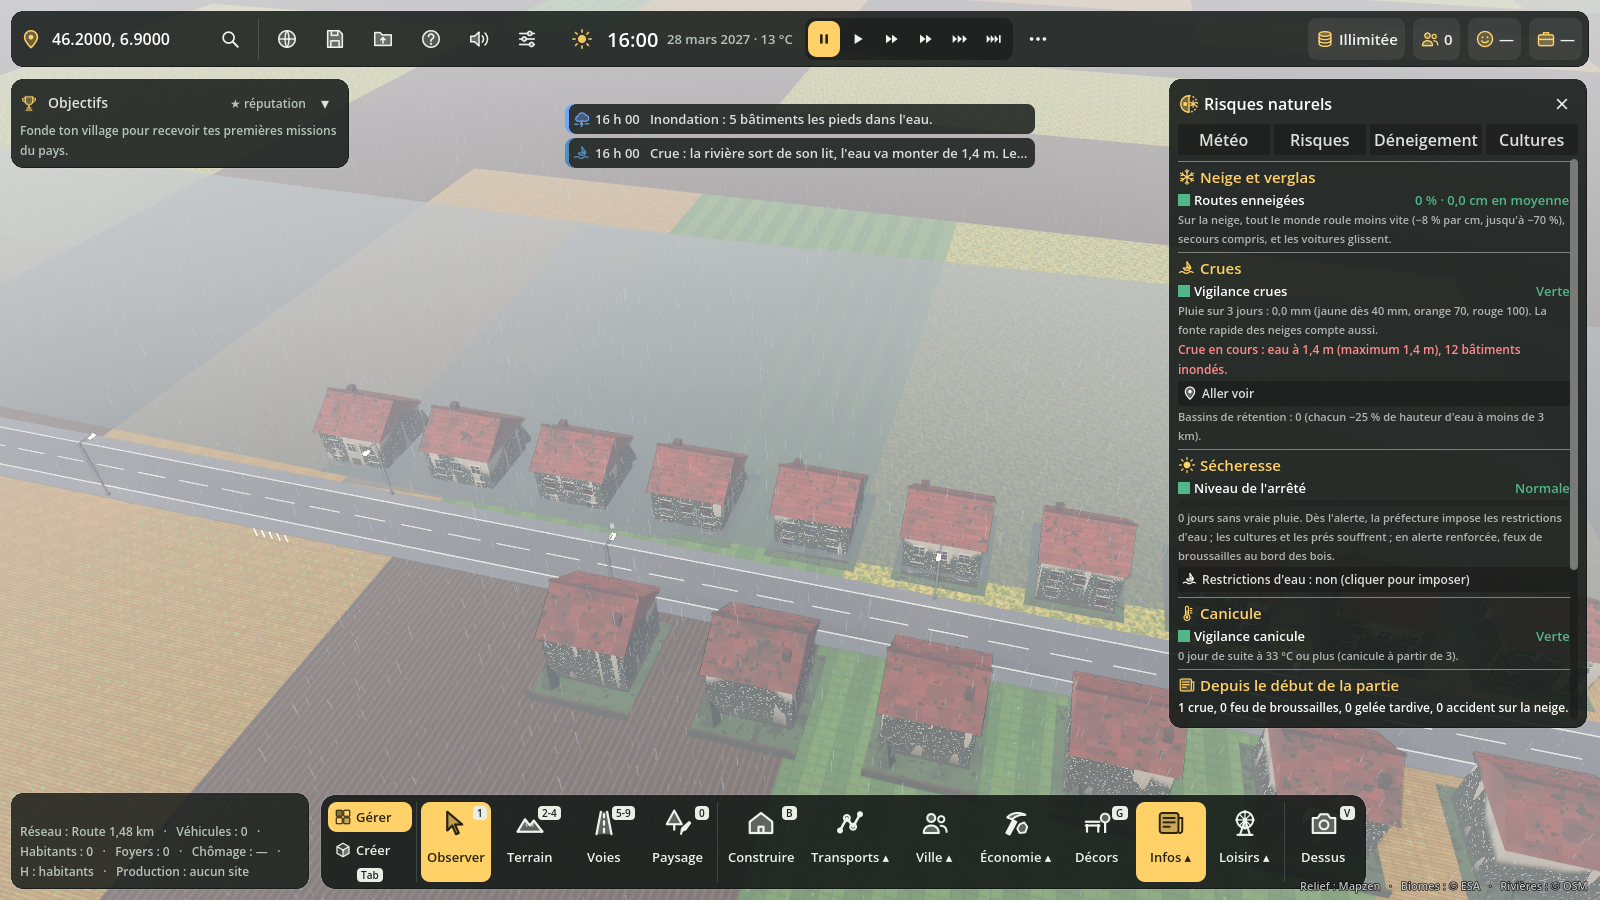 46.2000, 6.9000
16:00 28 mars 2027 · 13 °C
Illimitée
0
—
—
Objectifs
★ réputation ▼
Fonde ton village pour recevoir tes premières missions
du pays.
16 h 00 Inondation : 5 bâtiments les pieds dans l'eau.
16 h 00 Crue : la rivière sort de son lit, l'eau va monter de 1,4 m. Le...
Risques naturels
Météo
Risques
Déneigement
Cultures
Neige et verglas
Routes enneigées 0 % · 0,0 cm en moyenne
Sur la neige, tout le monde roule moins vite (−8 % par cm, jusqu'à −70 %),
secours compris, et les voitures glissent.
Crues
Vigilance crues Verte
Pluie sur 3 jours : 0,0 mm (jaune dès 40 mm, orange 70, rouge 100). La
fonte rapide des neiges compte aussi.
Crue en cours : eau à 1,4 m (maximum 1,4 m), 12 bâtiments
inondés.
Aller voir
Bassins de rétention : 0 (chacun −25 % de hauteur d'eau à moins de 3
km).
Sécheresse
Niveau de l'arrêté Normale
0 jours sans vraie pluie. Dès l'alerte, la préfecture impose les restrictions
d'eau ; les cultures et les prés souffrent ; en alerte renforcée, feux de
broussailles au bord des bois.
Restrictions d'eau : non (cliquer pour imposer)
Canicule
Vigilance canicule Verte
0 jour de suite à 33 °C ou plus (canicule à partir de 3).
Depuis le début de la partie
1 crue, 0 feu de broussailles, 0 gelée tardive, 0 accident sur la neige.
Réseau : Route 1,48 km · Véhicules : 0 ·
Habitants : 0 · Foyers : 0 · Chômage : — ·
H : habitants · Production : aucun site
Gérer
Créer
Tab
1
Observer
2-4
Terrain
5-9
Voies
0
Paysage
B
Construire
Transports ▴
Ville ▴
Économie ▴
G
Décors
Infos ▴
Loisirs ▴
V
Dessus
Relief : Mapzen · Biomes : © ESA · Rivières : © OSM